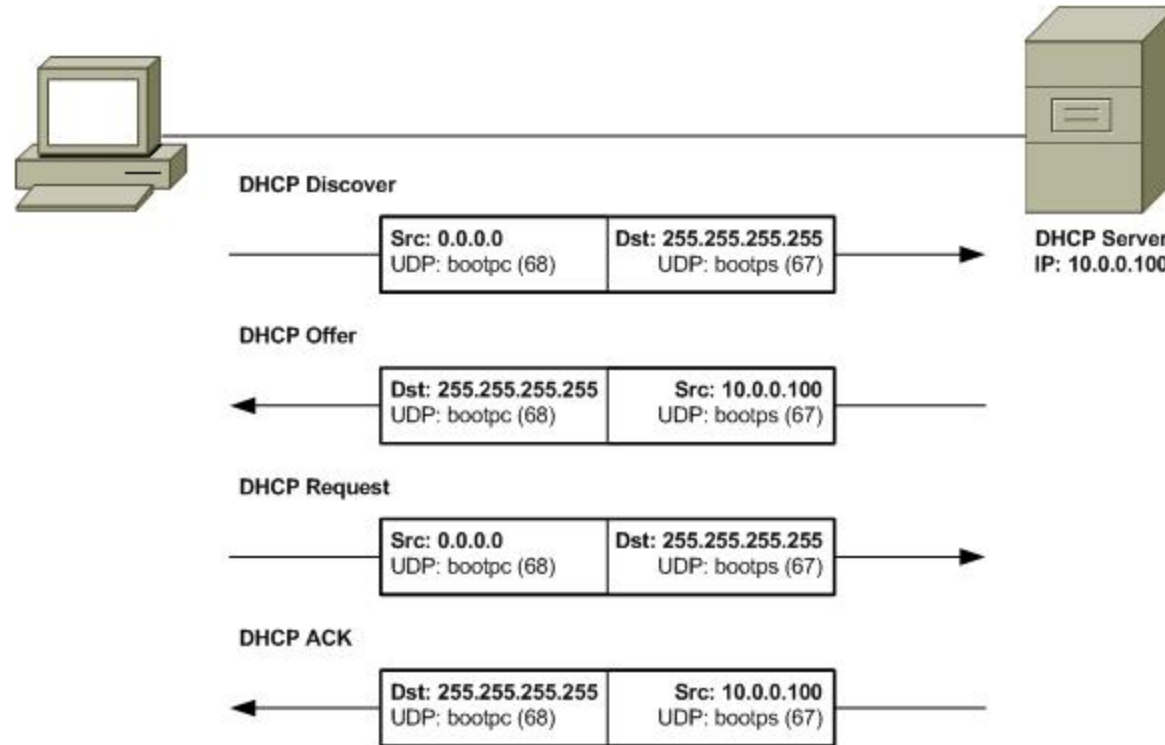 DHCP Discover
Src: 0.0.0.0 Dst: 255.255.255.255
UDP: bootpc (68) UDP: bootps (67)
DHCP Server
IP: 10.0.0.100
DHCP Offer
Dst: 255.255.255.255 Src: 10.0.0.100
UDP: bootpc (68) UDP: bootps (67)
DHCP Request
Src: 0.0.0.0 Dst: 255.255.255.255
UDP: bootpc (68) UDP: bootps (67)
DHCP ACK
Dst: 255.255.255.255 Src: 10.0.0.100
UDP: bootpc (68) UDP: bootps (67)